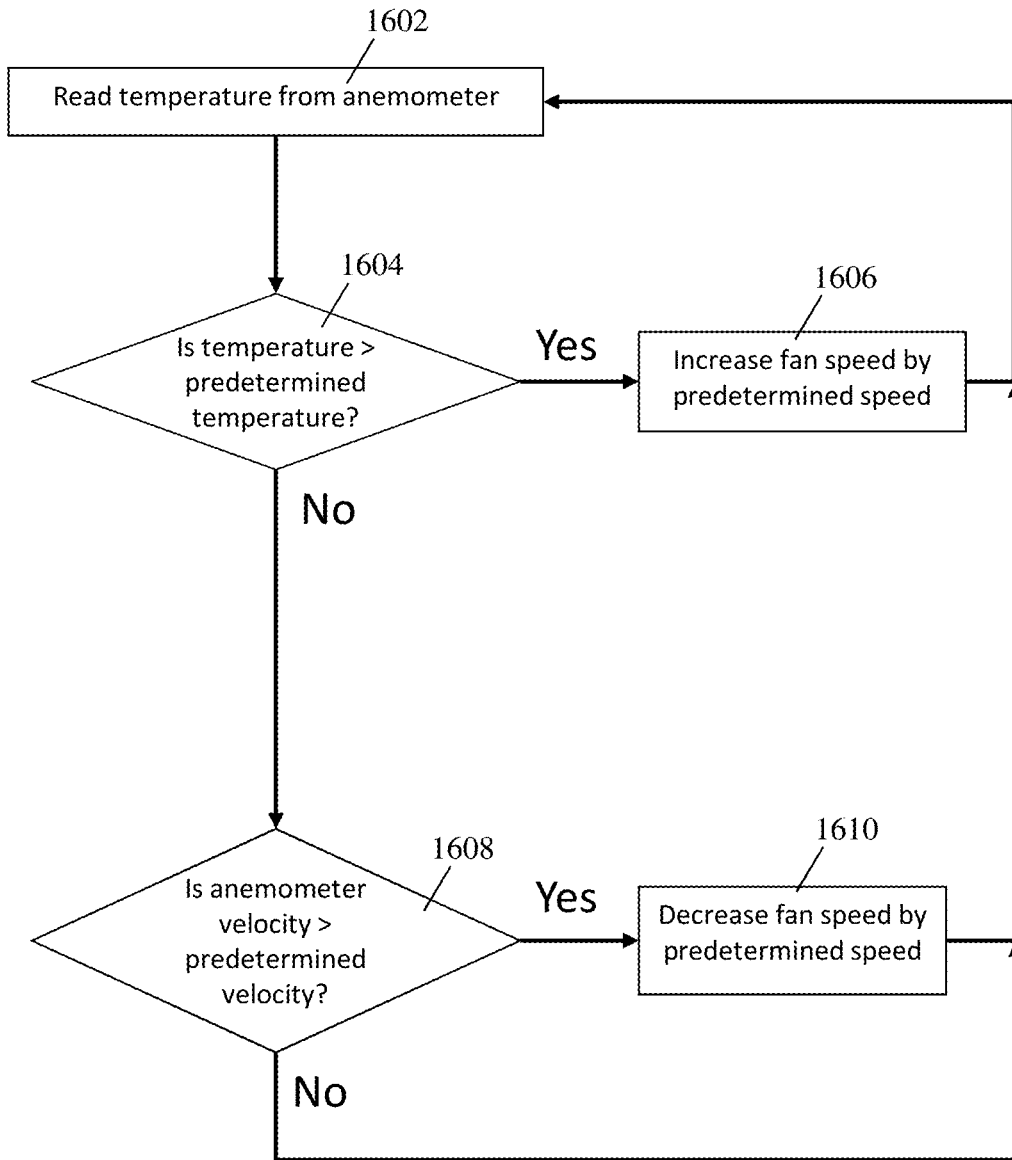 1602
Read temperature from anemometer
1604
Is temperature >
predetermined
temperature?
Yes
1606
Increase fan speed by
predetermined speed
No
1608
Is anemometer
velocity >
predetermined
velocity?
Yes
1610
Decrease fan speed by
predetermined speed
No